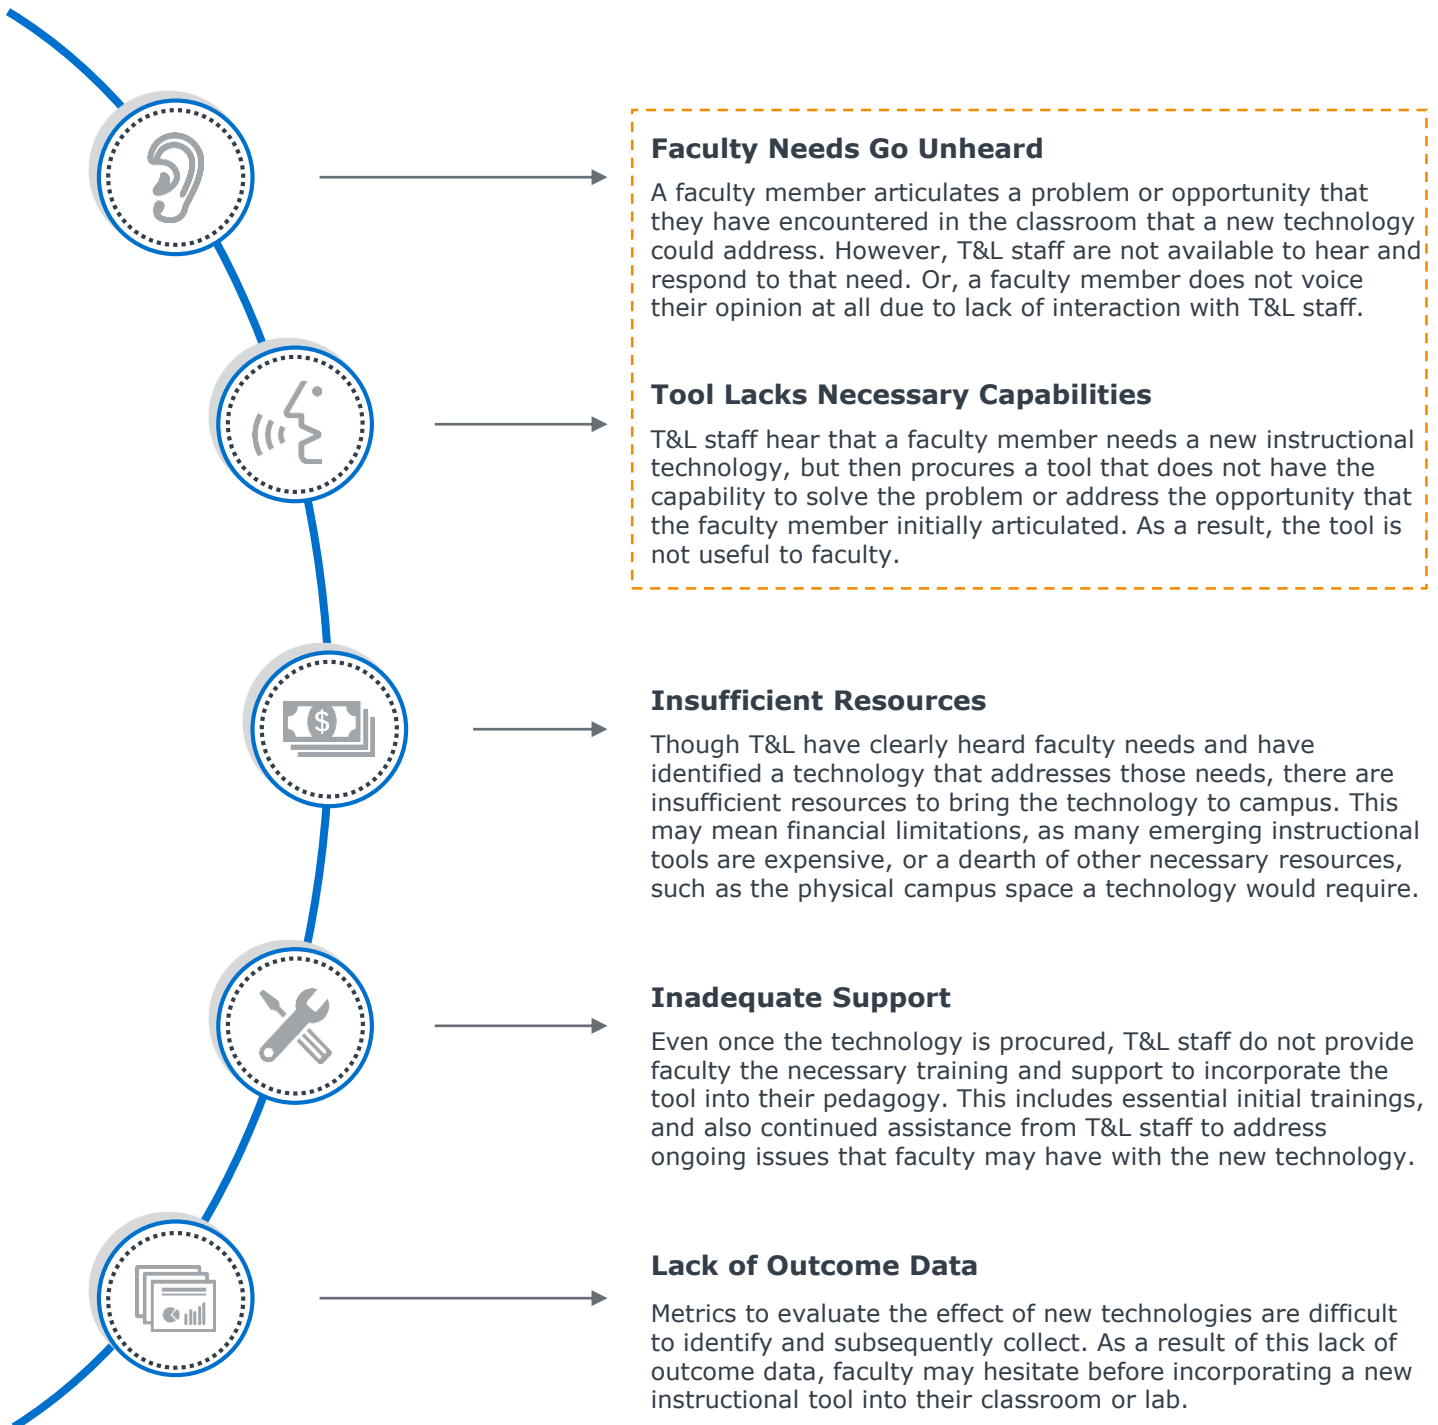 Faculty Needs Go Unheard
A faculty member articulates a problem or opportunity that
they have encountered in the classroom that a new technology
could address. However, T&L staff are not available to hear and
respond to that need. Or, a faculty member does not voice
their opinion at all due to lack of interaction with T&L staff.
Tool Lacks Necessary Capabilities
T&L staff hear that a faculty member needs a new instructional
technology, but then procures a tool that does not have the
capability to solve the problem or address the opportunity that
the faculty member initially articulated. As a result, the tool is
not useful to faculty.
$
Insufficient Resources
Though T&L have clearly heard faculty needs and have
identified a technology that addresses those needs, there are
insufficient resources to bring the technology to campus. This
may mean financial limitations, as many emerging instructional
tools are expensive, or a dearth of other necessary resources,
such as the physical campus space a technology would require.
Inadequate Support
Even once the technology is procured, T&L staff do not provide
faculty the necessary training and support to incorporate the
tool into their pedagogy. This includes essential initial trainings,
and also continued assistance from T&L staff to address
ongoing issues that faculty may have with the new technology.
Lack of Outcome Data
Metrics to evaluate the effect of new technologies are difficult
to identify and subsequently collect. As a result of this lack of
outcome data, faculty may hesitate before incorporating a new
instructional tool into their classroom or lab.